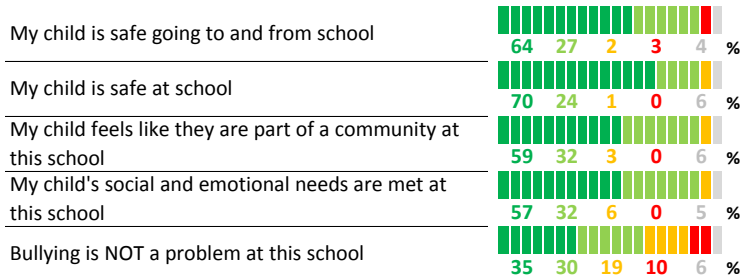 My child is safe going to and from school
64 27 2 3 4 %
My child is safe at school
70 24 1 0 6 %
My child feels like they are part of a community at
this school
59 32 3 0 6 %
My child's social and emotional needs are met at
this school
57 32 6 0 5 %
Bullying is NOT a problem at this school
35 30 19 10 6 %